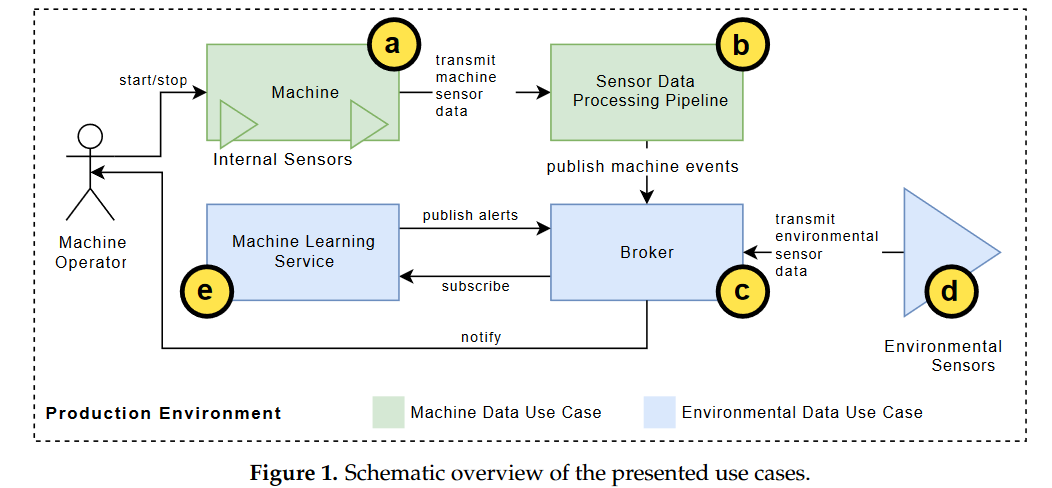 a
b
start/stop
Machine
transmit
machine
sensor
data
Sensor Data
Processing Pipeline
Internal Sensors
publish machine events
Machine
Operator
Machine Learning
Service
publish alerts
subscribe
Broker
transmit
environmental
sensor
data
e
c
d
notify
Environmental
Sensors
Production Environment
Machine Data Use Case
Environmental Data Use Case
Figure 1. Schematic overview of the presented use cases.